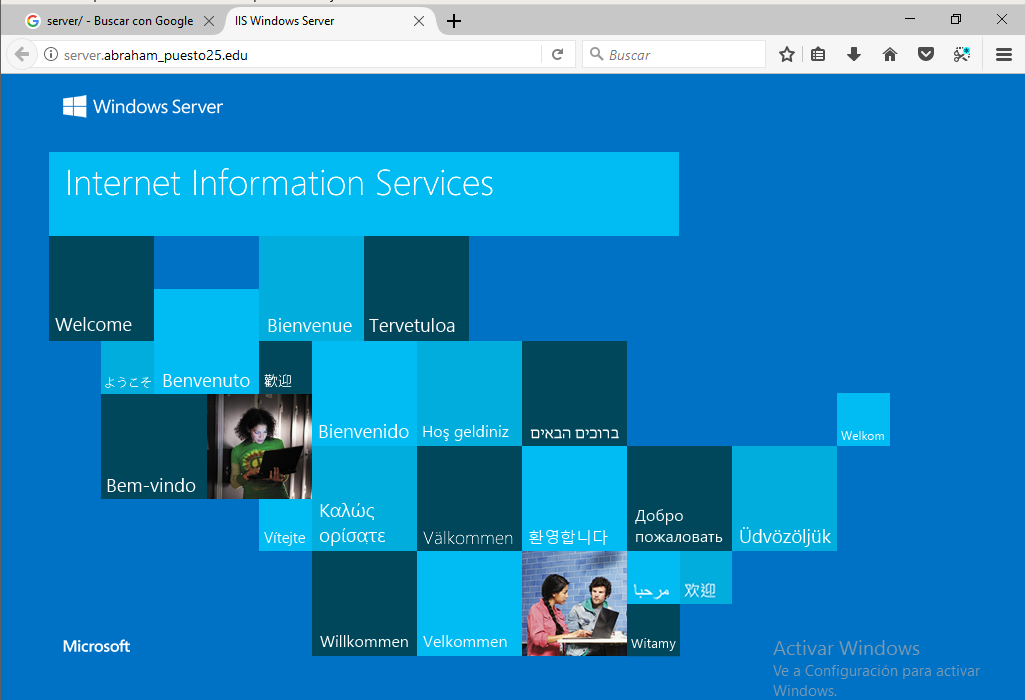 server/ - Buscar con Google
IIS Windows Server
server.abraham_puesto25.edu
Buscar
Windows Server
Internet Information Services
Welcome
Bienvenue
Tervetuloa
ようこそ
Benvenuto
歡迎
Bienvenido
Hoş geldiniz
ברוכים הבאים
Welkom
Bem-vindo
Vítejte
Καλώς
ορίσατε
Välkommen
환영합니다
Добро
пожаловать
Üdvözöljük
مرحبا
欢迎
Willkommen
Velkommen
Witamy
Microsoft
Activar Windows
Ve a Configuración para activar
Windows.